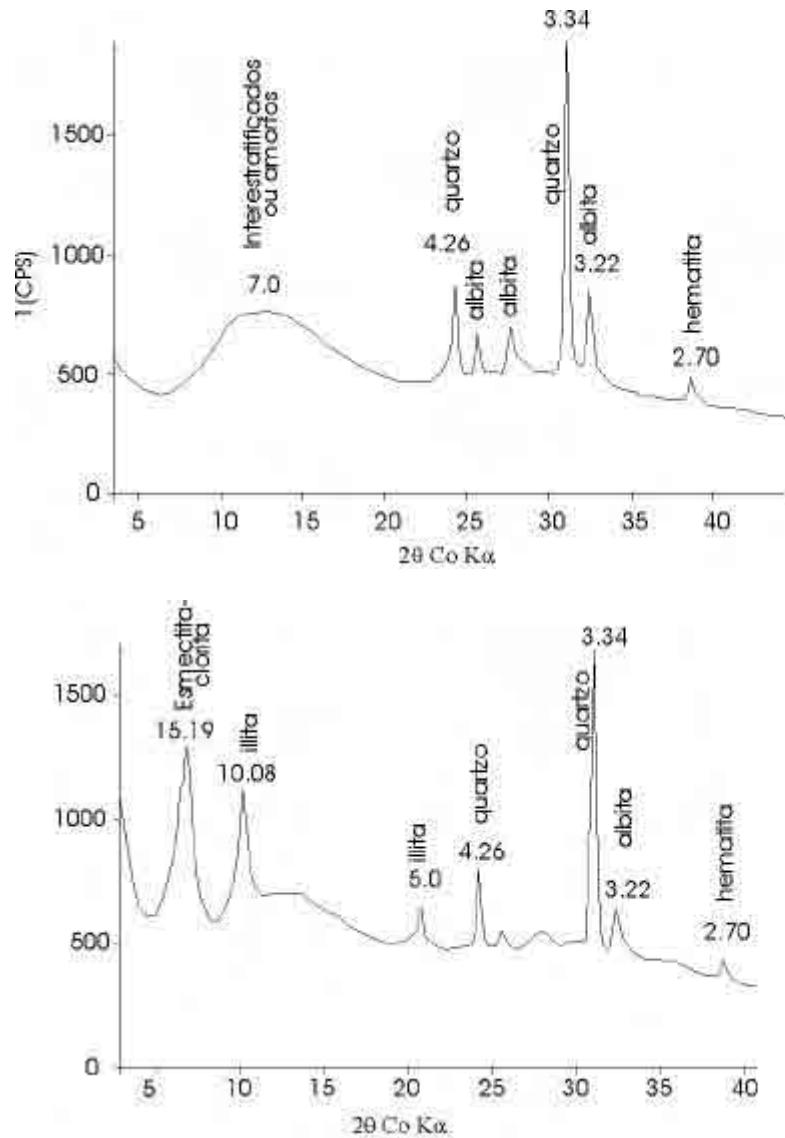 3.34
Interestratificados
ou amorfos
quartzo
quartzo
albita
4.26
albita
albita
3.22
hematita
7.0
2.70
I(CPS)
1500
1000
500
0
5 10 15 20 25 30 35 40
2θ Co Kα
Esmectita-
clorita
15.19
illita
10.08
illita
5.0
quartzo
4.26
quartzo
3.34
albita
3.22
hematita
2.70
1500
1000
500
0
5 10 15 20 25 30 35 40
2θ Co Kα